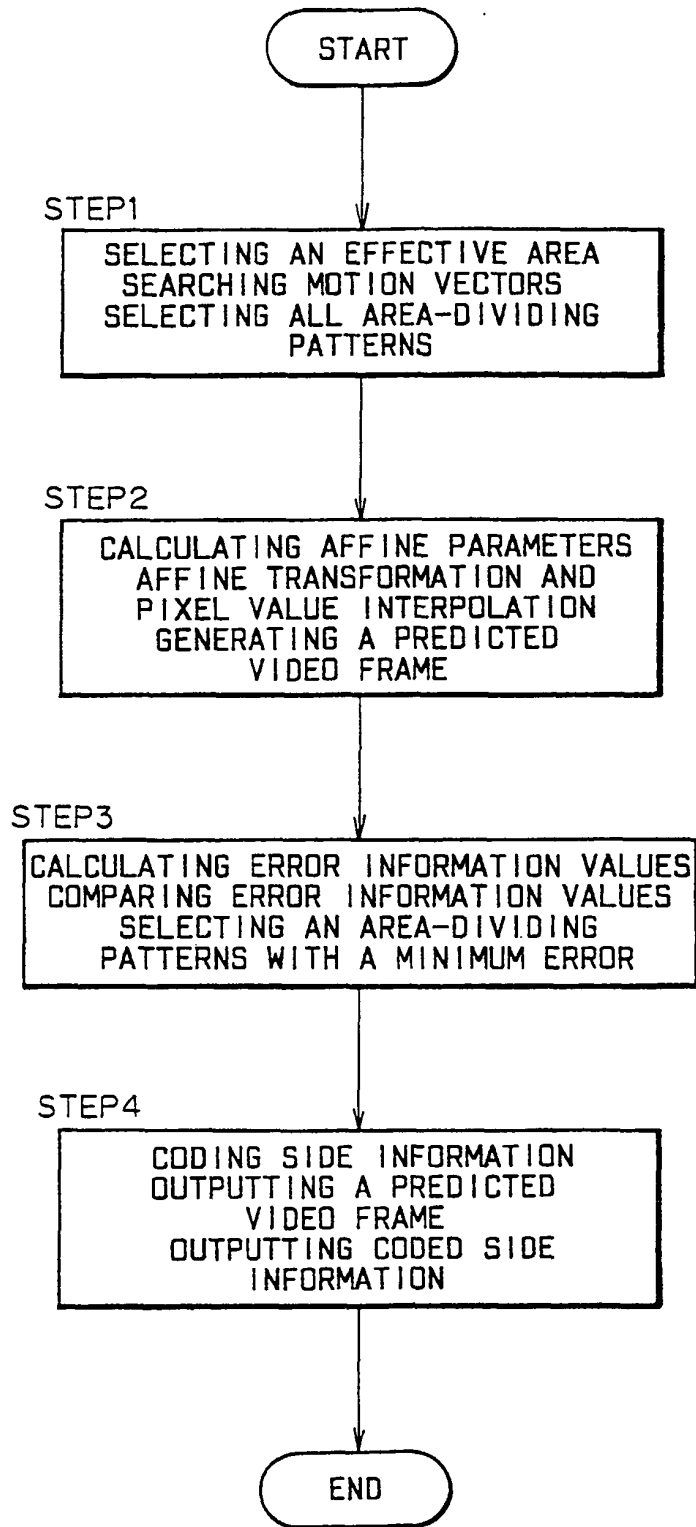 START
STEP1
SELECTING AN EFFECTIVE AREA
SEARCHING MOTION VECTORS
SELECTING ALL AREA-DIVIDING
PATTERNS
STEP2
CALCULATING AFFINE PARAMETERS
AFFINE TRANSFORMATION AND
PIXEL VALUE INTERPOLATION
GENERATING A PREDICTED
VIDEO FRAME
STEP3
CALCULATING ERROR INFORMATION VALUES
COMPARING ERROR INFORMATION VALUES
SELECTING AN AREA-DIVIDING
PATTERNS WITH A MINIMUM ERROR
STEP4
CODING SIDE INFORMATION
OUTPUTTING A PREDICTED
VIDEO FRAME
OUTPUTTING CODED SIDE
INFORMATION
END